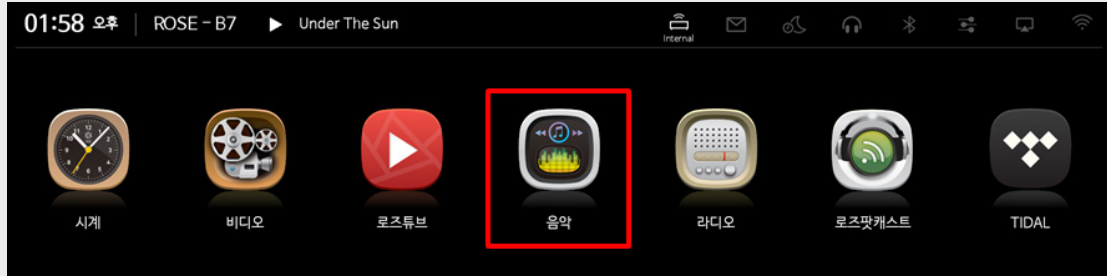 01:58 오후 ROSE - B7 Under The Sun
Internal
시계 비디오 로즈튜브 음악 라디오 로즈팟캐스트 TIDAL